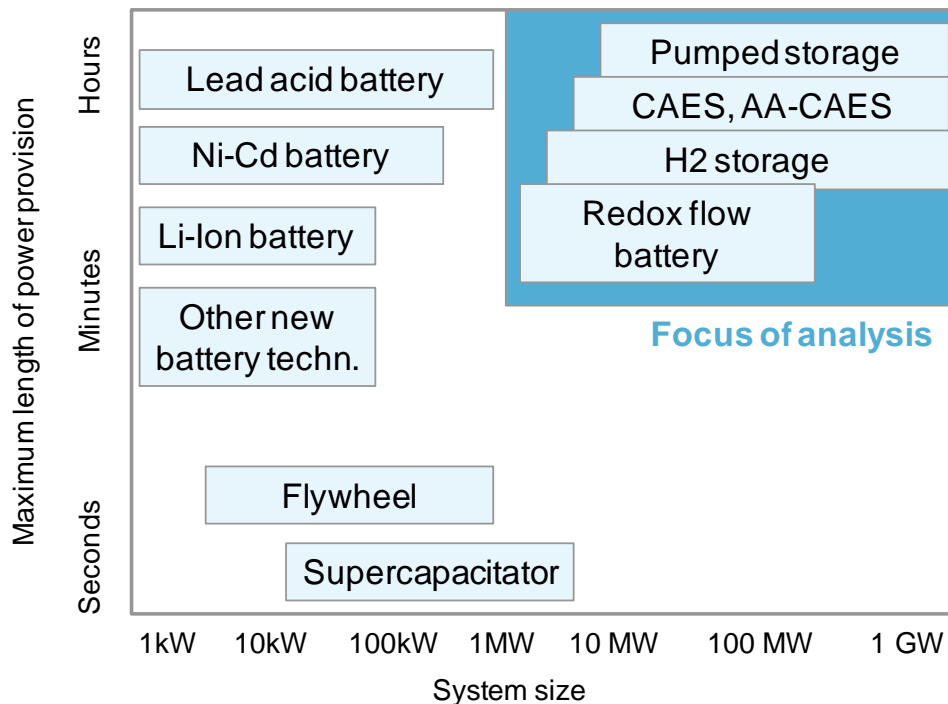 Maximum length of power provision
Hours
Minutes
Seconds
Lead acid battery
Ni-Cd battery
Li-Ion battery
Other new
battery techn.
Flywheel
Supercapacitator
Pumped storage
CAES, AA-CAES
H2 storage
Redox flow
battery
Focus of analysis
1kW 10kW 100kW 1MW 10 MW 100 MW 1 GW
System size